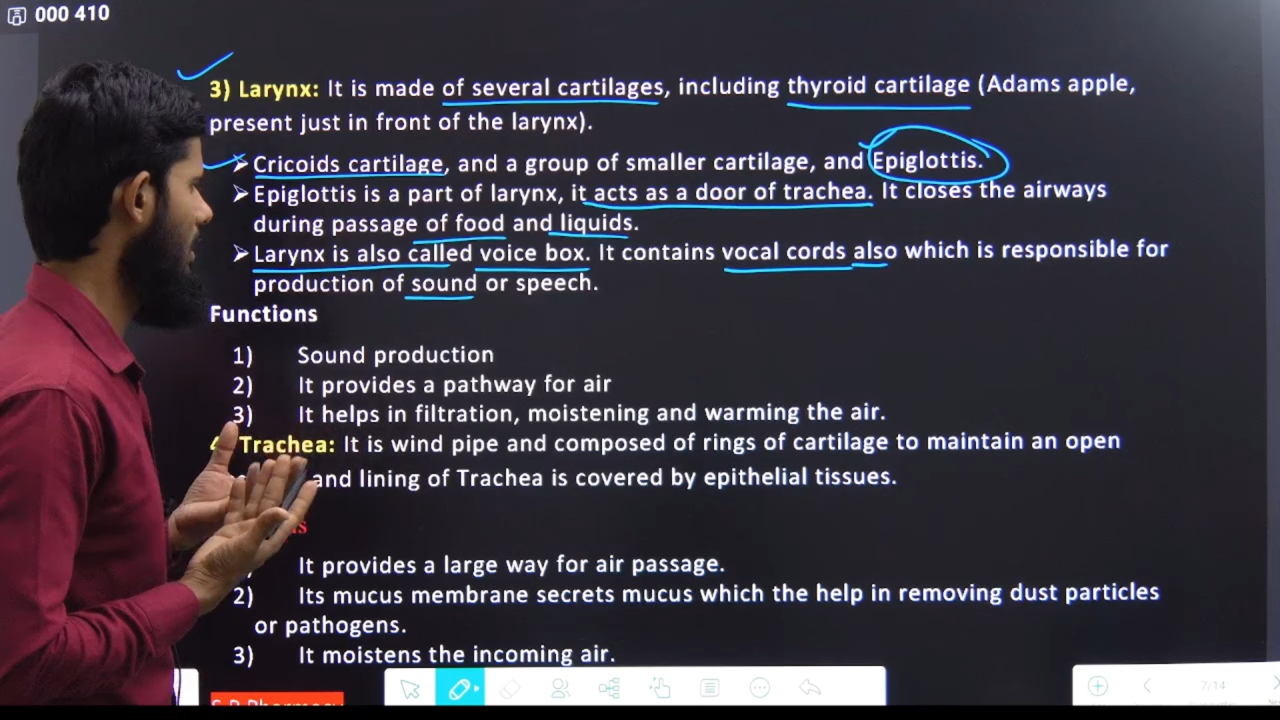 000 410
3) Larynx: It is made of several cartilages, including thyroid cartilage (Adams apple,
present just in front of the larynx).
➢ Cricoids cartilage, and a group of smaller cartilage, and Epiglottis.
➢ Epiglottis is a part of larynx, it acts as a door of trachea. It closes the airways
during passage of food and liquids.
➢ Larynx is also called voice box. It contains vocal cords also which is responsible for
production of sound or speech.
Functions
1) Sound production
2) It provides a pathway for air
3) It helps in filtration, moistening and warming the air.
Trachea: It is wind pipe and composed of rings of cartilage to maintain an open
and lining of Trachea is covered by epithelial tissues.
It provides a large way for air passage.
2) Its mucus membrane secrets mucus which the help in removing dust particles
or pathogens.
3) It moistens the incoming air.
7/14